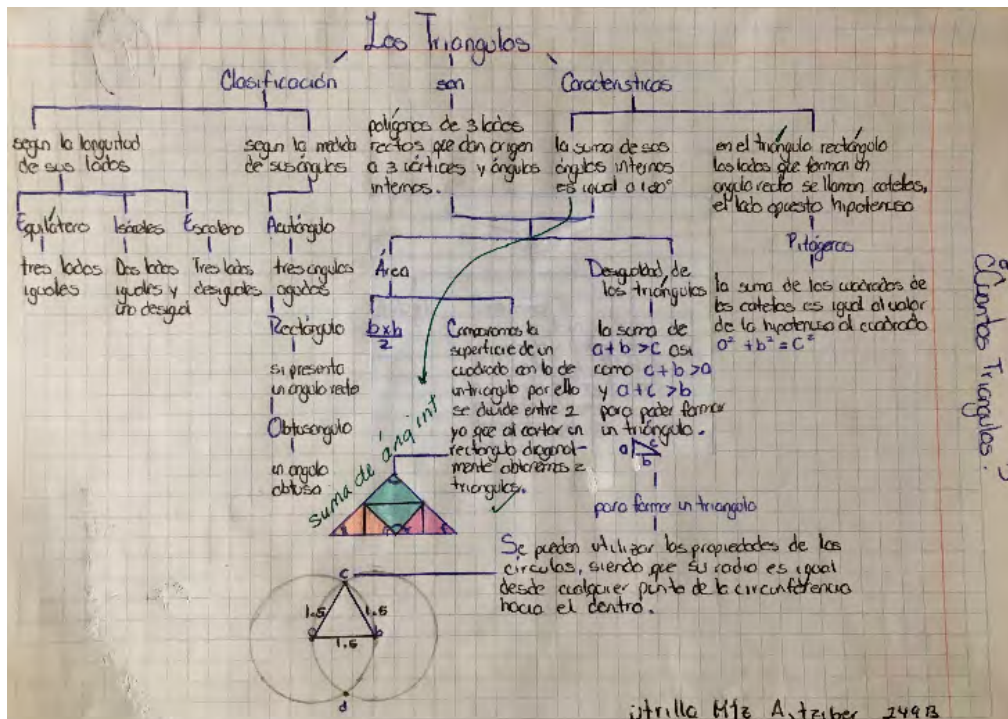 Los Triangulos
Clasificación
son
Caracteristicas
según la longuitad
de sus lados
según la medida
de sus ángulos
polígonos de 3 lados
rectos que dan origen
a 3 vértices y ángulos
internos.
la suma de sus
ángulos internos
es igual a 180°
en el triángulo rectángulo
los lados que forman un
angulo recto se llaman catetos,
el lado opuesto hipotenusa
Equilátero
tres lados
iguales
Isóceles
Dos lados
iguales y
uno desigual
Escaleno
Tres lados
desiguales
Acutángulo
tres angulos
agudos
Rectángulo
si presenta
un angulo recto
Obtusangulo
un angulo
obtuso
Área
b x h
2
Comparamos la
superficie de un
cuadrado con la de
un triangulo por ello
se divide entre 2
ya que al cortar un
rectángulo diagonal-
mente obtenemos 2
triangulos.
Desigualdad de
los triángulos
la suma de
a+b >c asi
como c+b >a
y a+c >b
para poder formar
un triángulo.
a
c
b
para formar un triangulo
Se pueden utilizar las propiedades de los
circulos, siendo que su radio es igual
desde cualquier punto de la circunferencia
hacia el centro.
Pitágoras
la suma de los cuadrados de
los catetos es igual al valor
de la hipotenusa al cuadrado
a² + b² = c²
suma de áng int
c
1.5
1.5
a
1.5
b
d
¿Cuántos Triangulos?
Utrilla Mtz Aitziber 249B